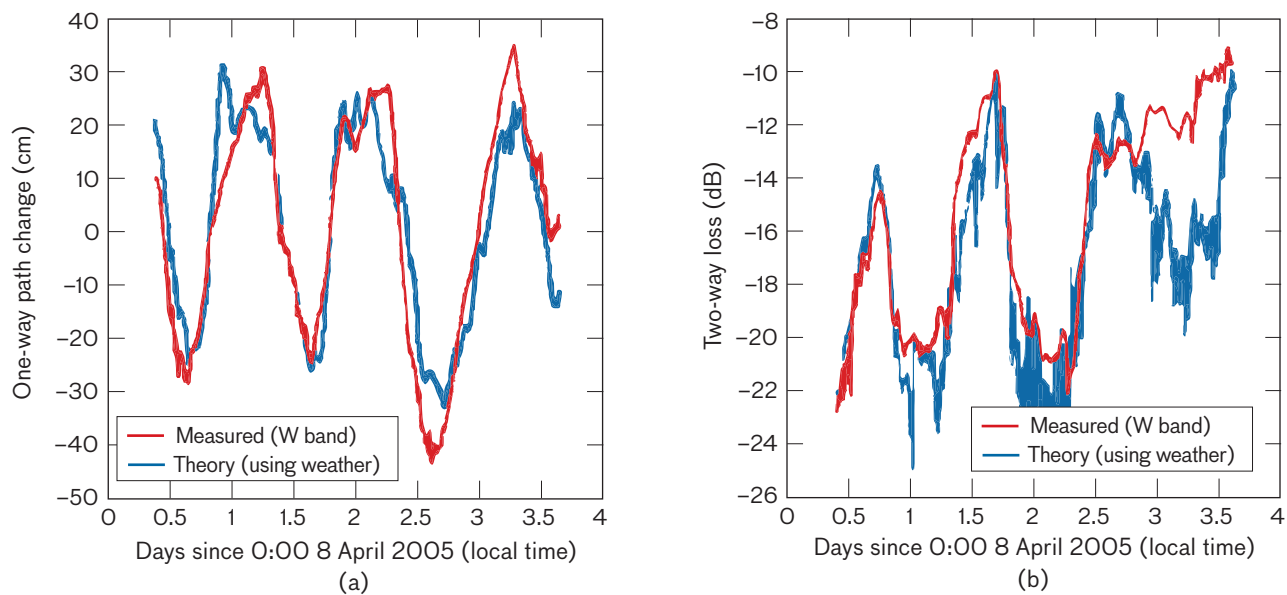 40
30
20
10
0
−10
−20
−30
−40
−50
One-way path change (cm)
Measured (W band)
Theory (using weather)
0 0.5 1 1.5 2 2.5 3 3.5 4
Days since 0:00 8 April 2005 (local time)
(a)
−8
−10
−12
−14
−16
−18
−20
−22
−24
−26
Two-way loss (dB)
Measured (W band)
Theory (using weather)
0 0.5 1 1.5 2 2.5 3 3.5 4
Days since 0:00 8 April 2005 (local time)
(b)